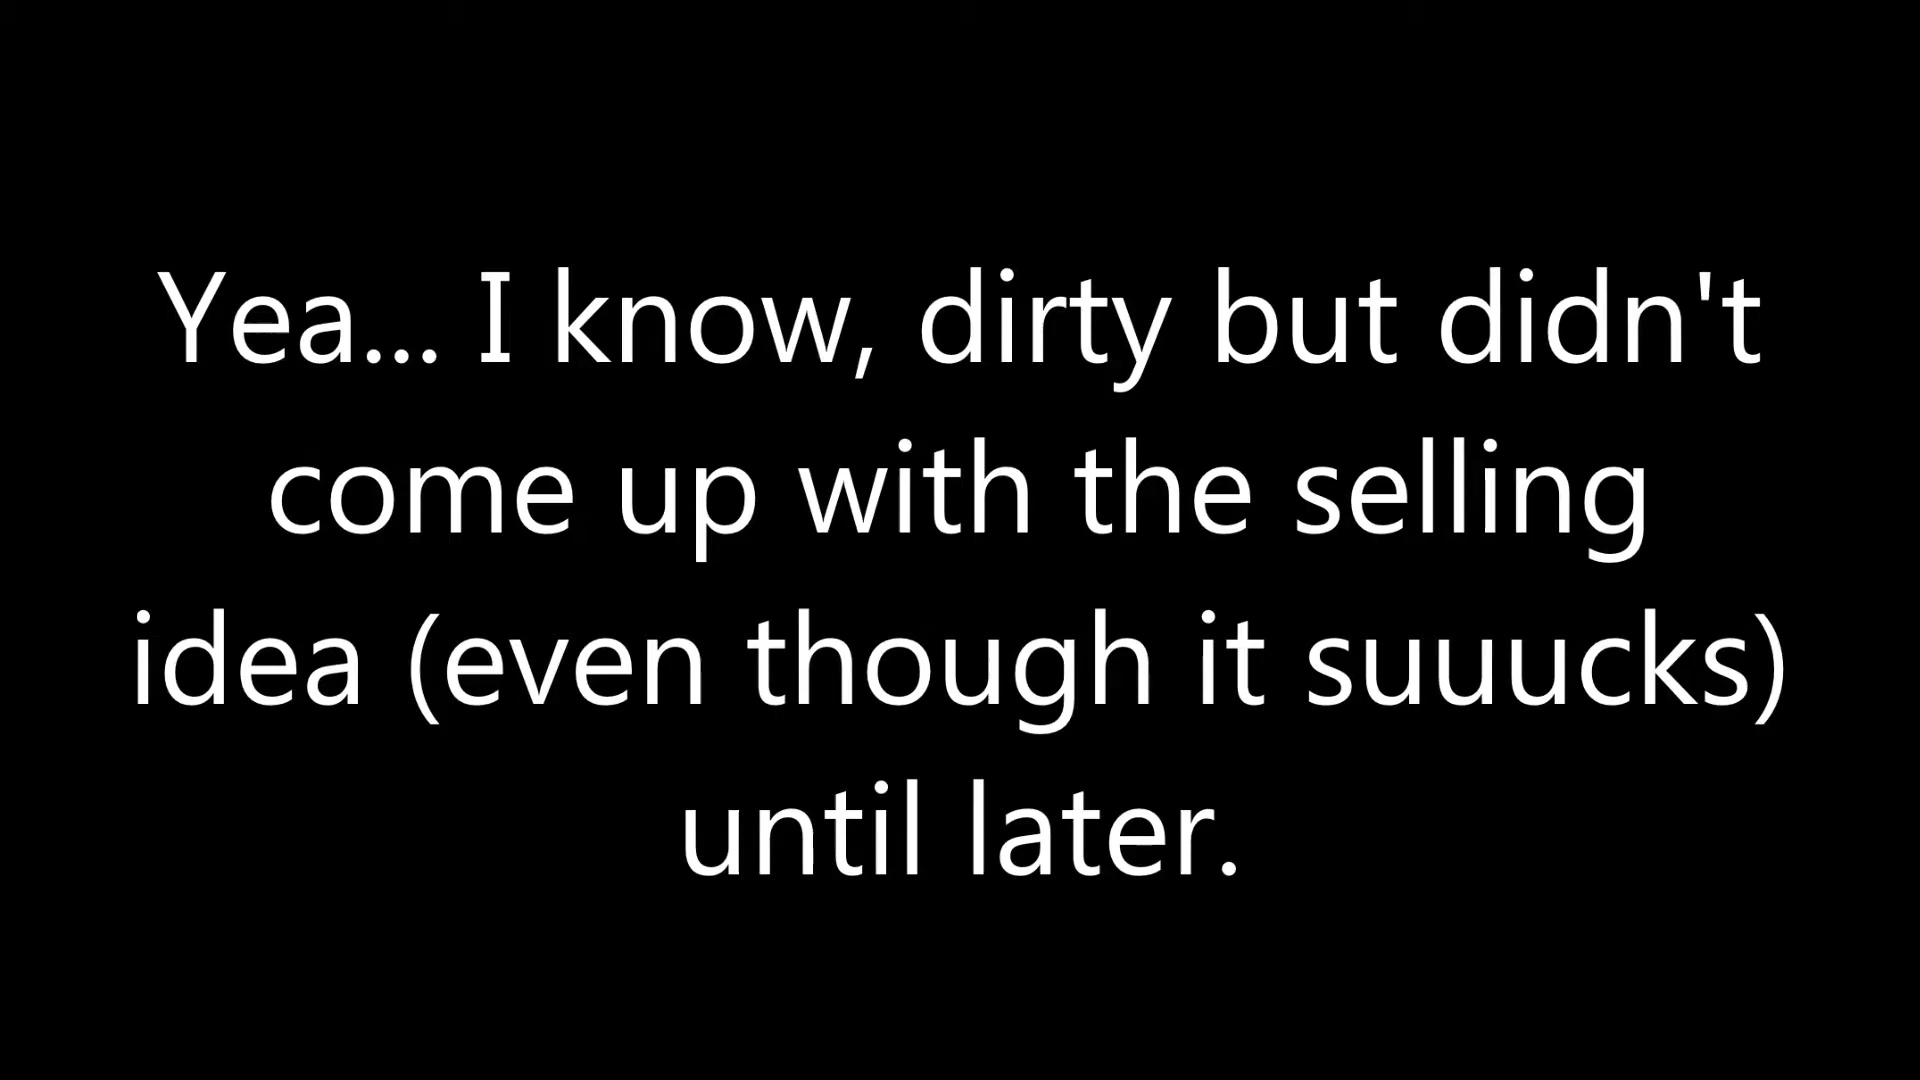 Yea... I know, dirty but didn't
come up with the selling
idea (even though it suuucks)
until later.